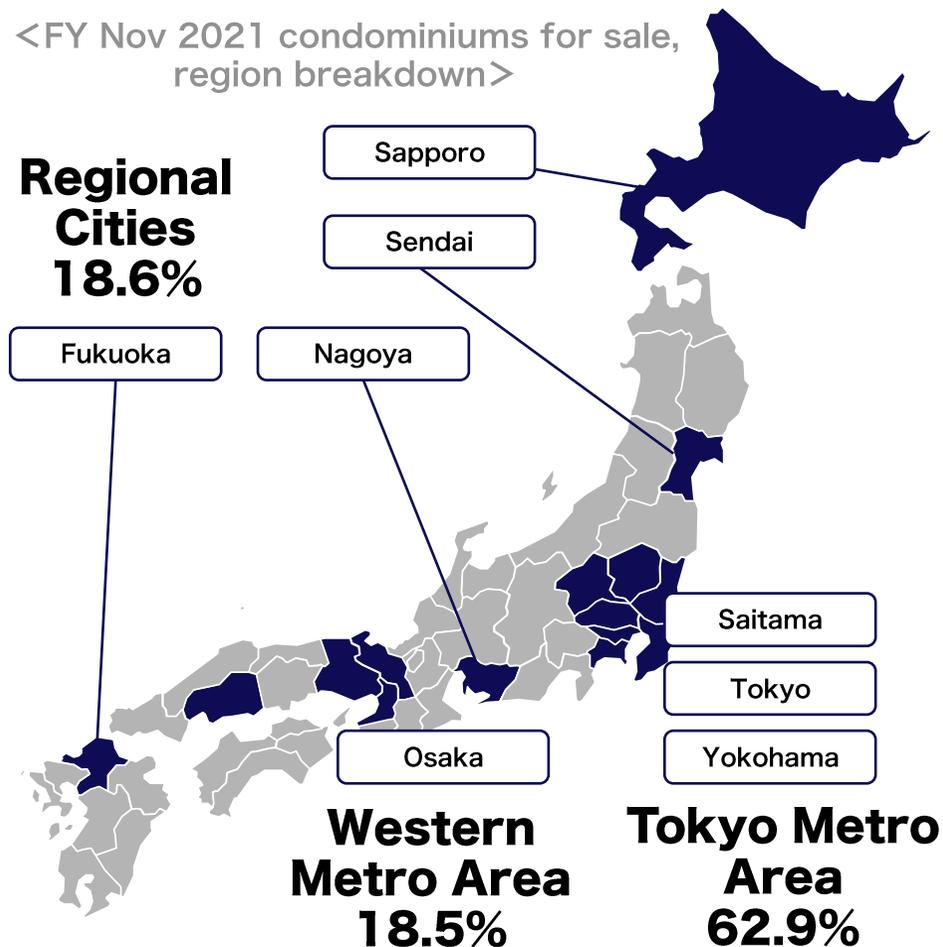 <FY Nov 2021 condominiums for sale,
region breakdown>
Sapporo
Regional
Cities
18.6%
Sendai
Fukuoka
Nagoya
Saitama
Tokyo
Osaka
Yokohama
Western
Metro Area
18.5%
Tokyo Metro
Area
62.9%